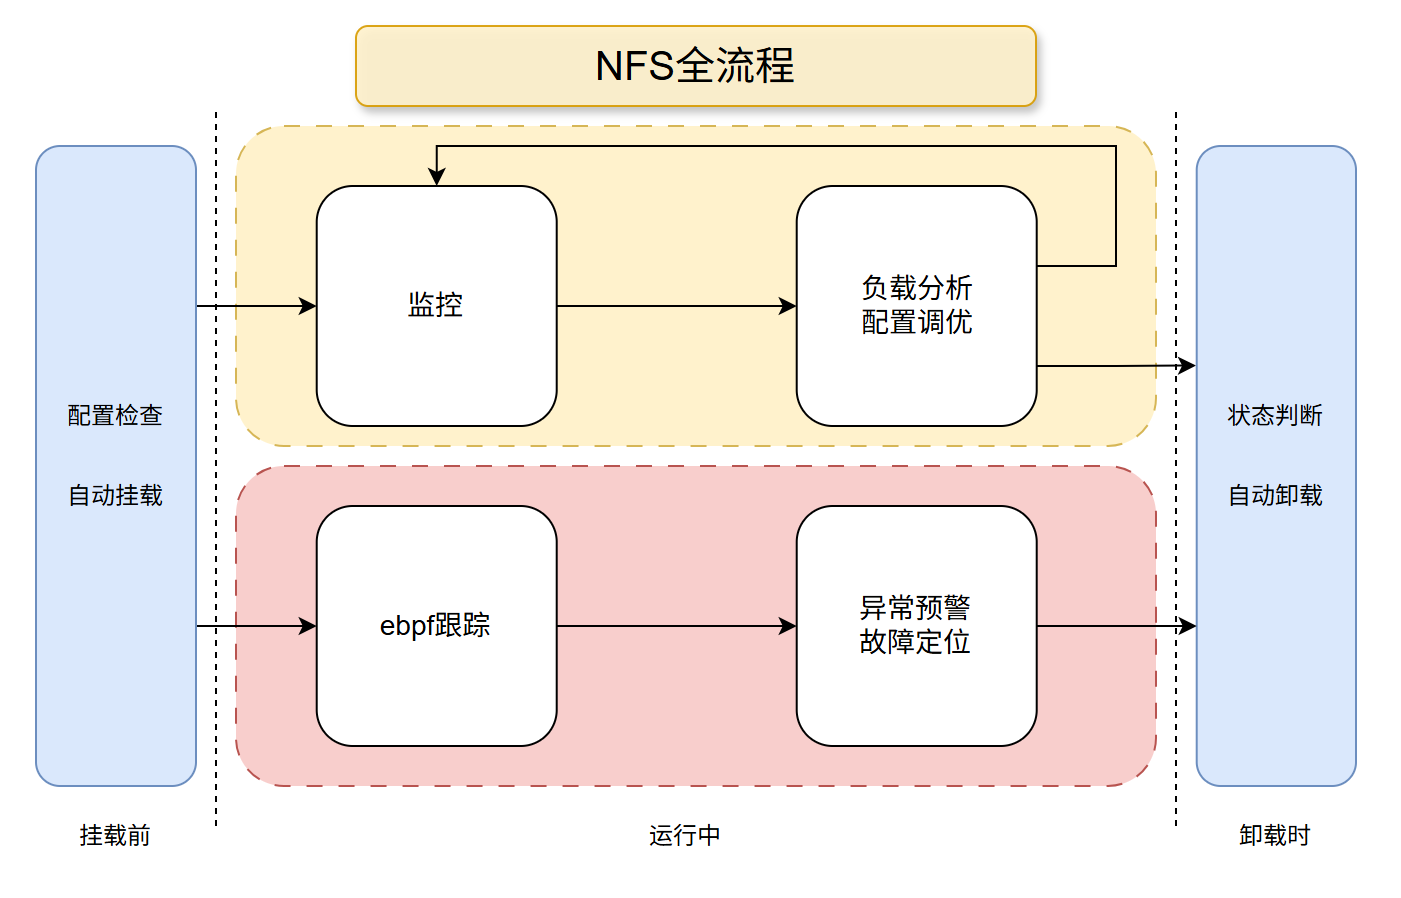 NFS全流程
配置检查
自动挂载
监控
负载分析
配置调优
ebpf跟踪
异常预警
故障定位
状态判断
自动卸载
挂载前
运行中
卸载时